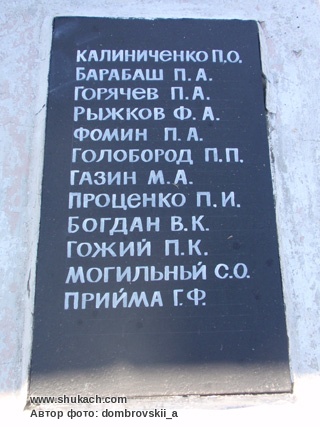 КАЛИНИЧЕНКО П.О.
БАРАБАШ П.А.
ГОРЯЧЕВ П.А.
РЫЖКОВ Ф.А.
ФОМИН П.А.
ГОЛОБОРОД П.П.
ГАЗИН М.А.
ПРОЦЕНКО П.И.
БОГДАН В.К.
ГОЖИЙ П.К.
МОГИЛЬНЫЙ С.О.
ПРИЙМА Г.Ф.
www.shukach.com
Автор фото: dombrovskii_a